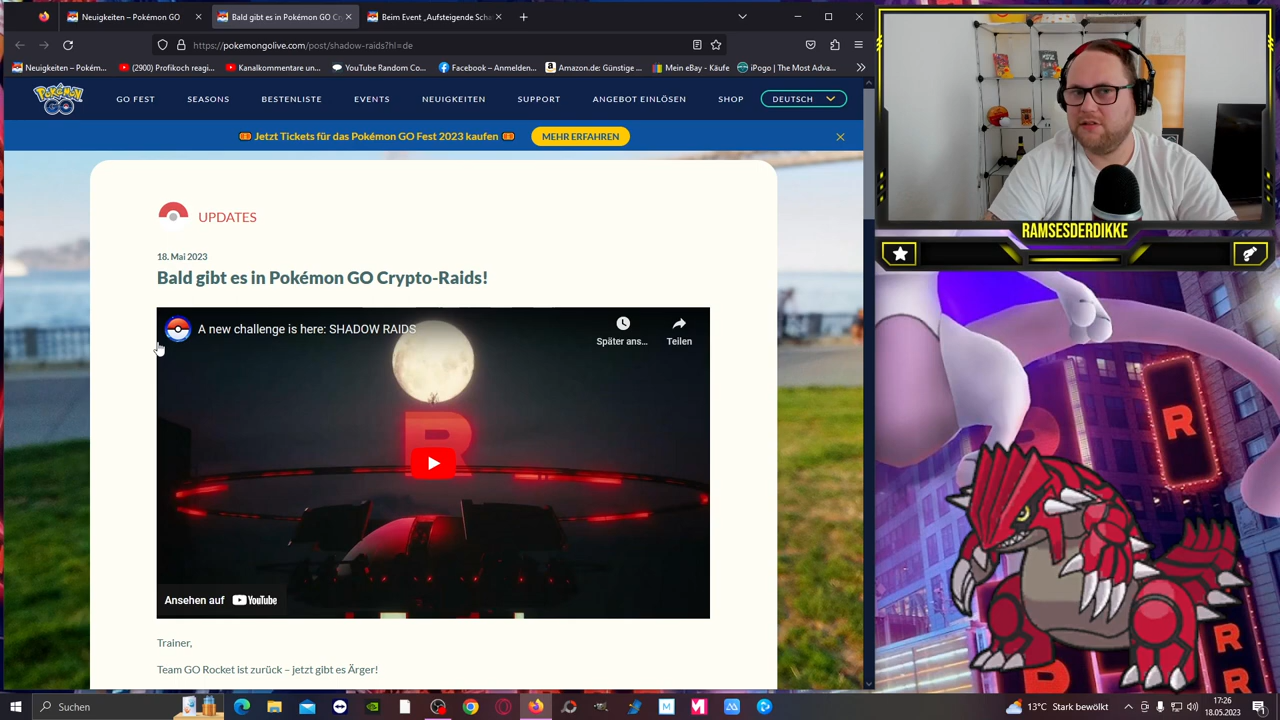 Neuigkeiten – Pokémon GO
Bald gibt es in Pokémon GO C
Beim Event „Aufsteigende Scha
https://pokemongolive.com/post/shadow-raids?hl=de
Neuigkeiten – Pokém...
(2900) Profikoch reagi...
Kanalkommentarun...
YouTube Random Co...
Facebook – Anmelden...
Amazon.de: Günstige ...
Mein eBay - Käufe
iPogo | The Most Adva...
Pokémon GO
GO FEST
SEASONS
BESTENLISTE
EVENTS
NEUIGKEITEN
SUPPORT
ANGEBOT EINLÖSEN
SHOP
DEUTSCH
Jetzt Tickets für das Pokémon GO Fest 2023 kaufen
MEHR ERFAHREN
UPDATES
18. Mai 2023
Bald gibt es in Pokémon GO Crypto-Raids!
A new challenge is here: SHADOW RAIDS
Später ans...
Teilen
R
Ansehen auf YouTube
Trainer,
Team GO Rocket ist zurück – jetzt gibt es Ärger!
RAMSESDERDIKKE
R
R
R
R
Suchen
13°C Stark bewölkt
17:26
18.05.2023